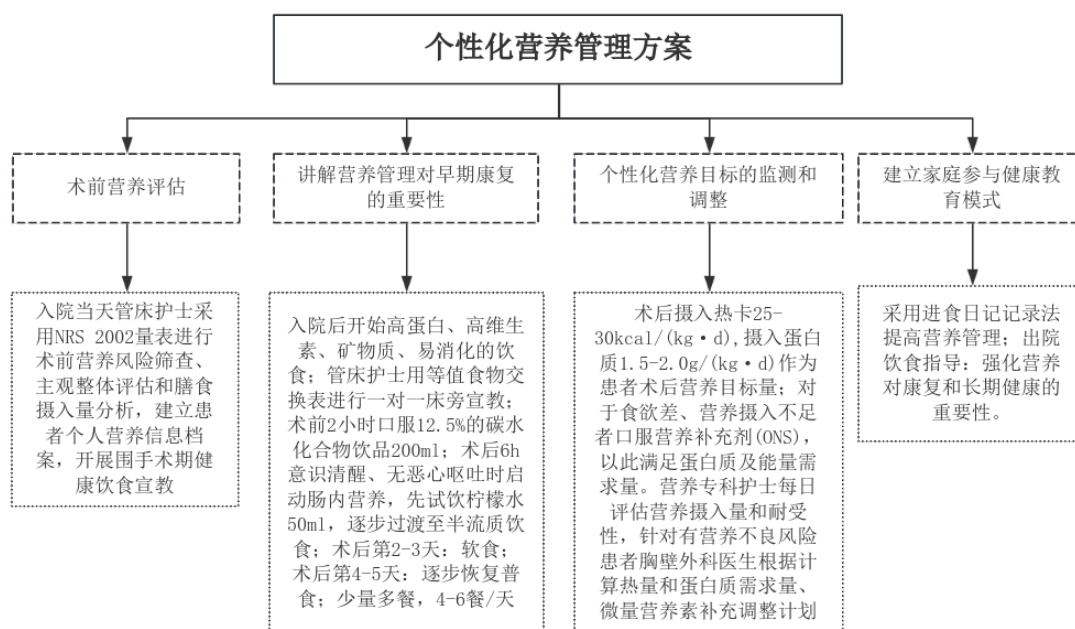 个性化营养管理方案
术前营养评估
讲解营养管理对早期康复
的重要性
个性化营养目标的监测和
调整
建立家庭参与健康教
育模式
入院当天管床护士采
用NRS 2002量表进行
术前营养风险筛查、
主观整体评估和膳食
摄入量分析，建立患
者个人营养信息档
案，开展围手术期健
康饮食宣教
入院后开始高蛋白、高维生
素、矿物质、易消化的饮
食；管床护士用等值食物交
换表进行一对一床旁宣教；
术前2小时口服12.5%的碳水
化合物饮品200ml；术后6h
意识清醒、无恶心呕吐时启
动肠内营养，先试饮柠檬水
50ml，逐步过渡至半流质饮
食；术后第2-3天：软食；
术后第4-5天：逐步恢复普
食；少量多餐，4-6餐/天
术后摄入热卡25-
30kcal/(kg·d),摄入蛋白
质1.5-2.0g/(kg·d)作为
患者术后营养目标量；对
于食欲差、营养摄入不足
者口服营养补充剂(ONS)，
以此满足蛋白质及能量需
求量。营养专科护士每日
评估营养摄入量和耐受
性，针对有营养不良风险
患者胸壁外科医生根据计
算热量和蛋白质需求量、
微量营养素补充调整计划
采用进食日记记录法
提高营养管理；出院
饮食指导：强化营养
对康复和长期健康的
重要性。